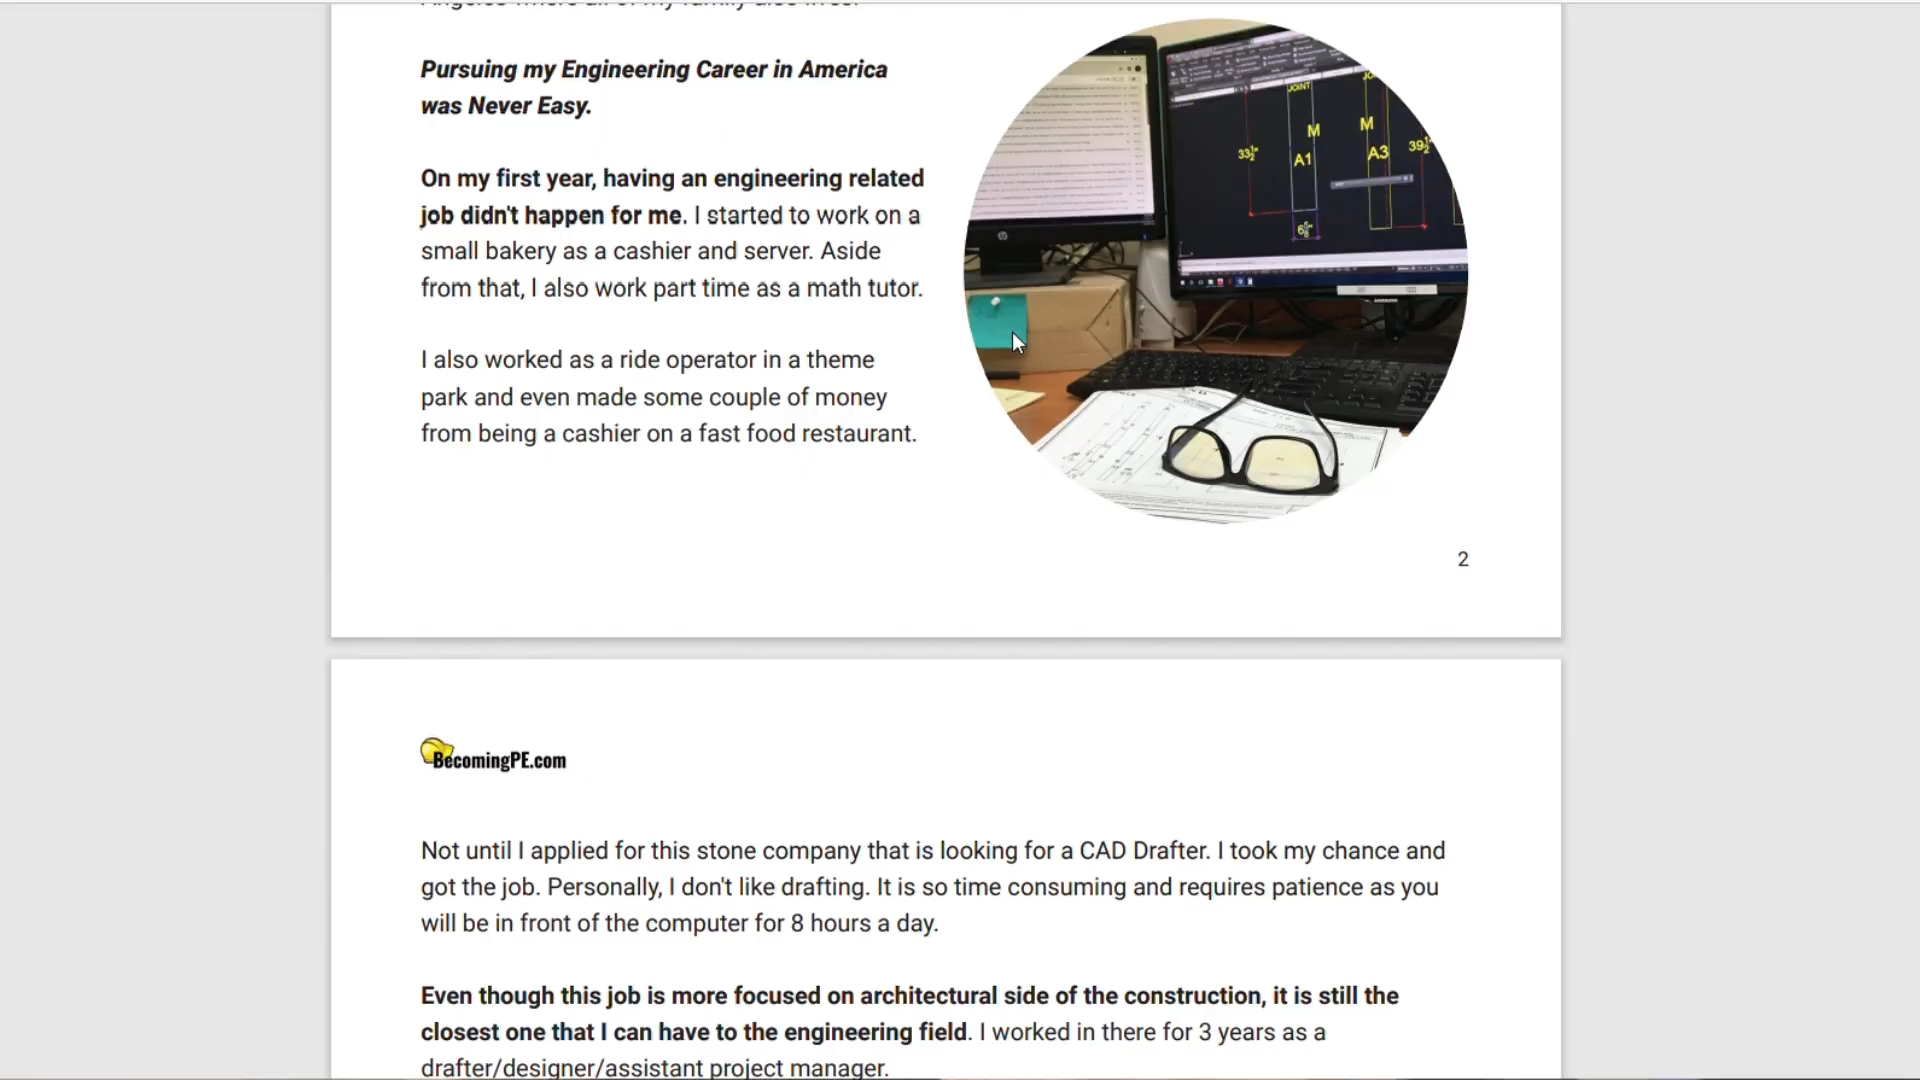 Pursuing my Engineering Career in America
was Never Easy.
On my first year, having an engineering related
job didn't happen for me. I started to work on a
small bakery as a cashier and server. Aside
from that, I also work part time as a math tutor.
I also worked as a ride operator in a theme
park and even made some couple of money
from being a cashier on a fast food restaurant.
JOINT
M
M
33½"
A1
A3
39½"
2
BecomingPE.com
Not until I applied for this stone company that is looking for a CAD Drafter. I took my chance and
got the job. Personally, I don't like drafting. It is so time consuming and requires patience as you
will be in front of the computer for 8 hours a day.
Even though this job is more focused on architectural side of the construction, it is still the
closest one that I can have to the engineering field. I worked in there for 3 years as a
drafter/designer/assistant project manager.